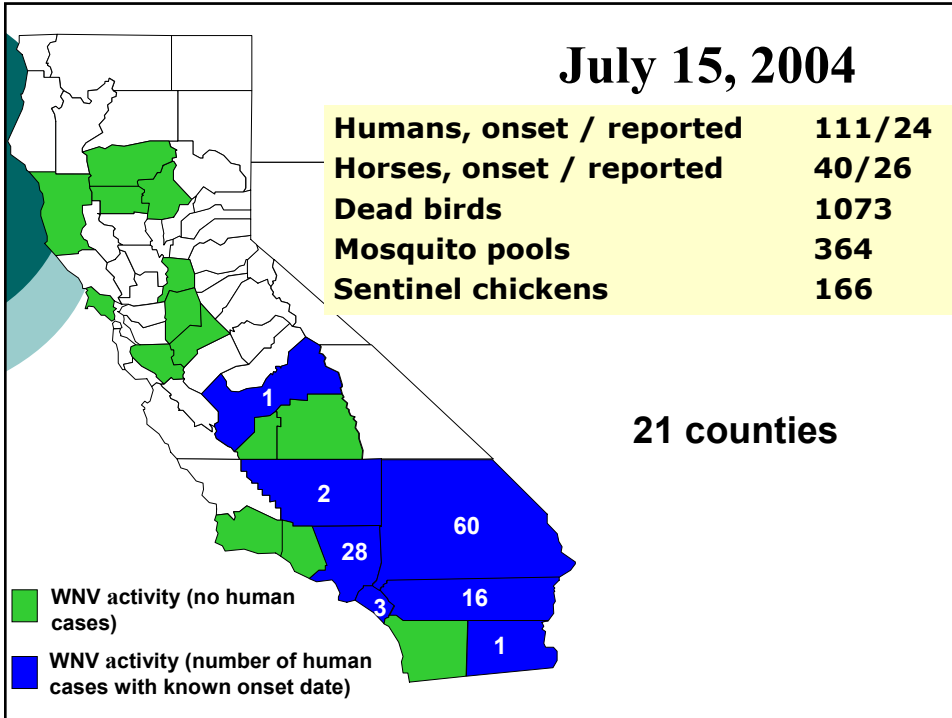 July 15, 2004
Humans, onset / reported 111/24
Horses, onset / reported 40/26
Dead birds 1073
Mosquito pools 364
Sentinel chickens 166
1
21 counties
2
60
28
16
3
1
WNV activity (no human
cases)
WNV activity (number of human
cases with known onset date)